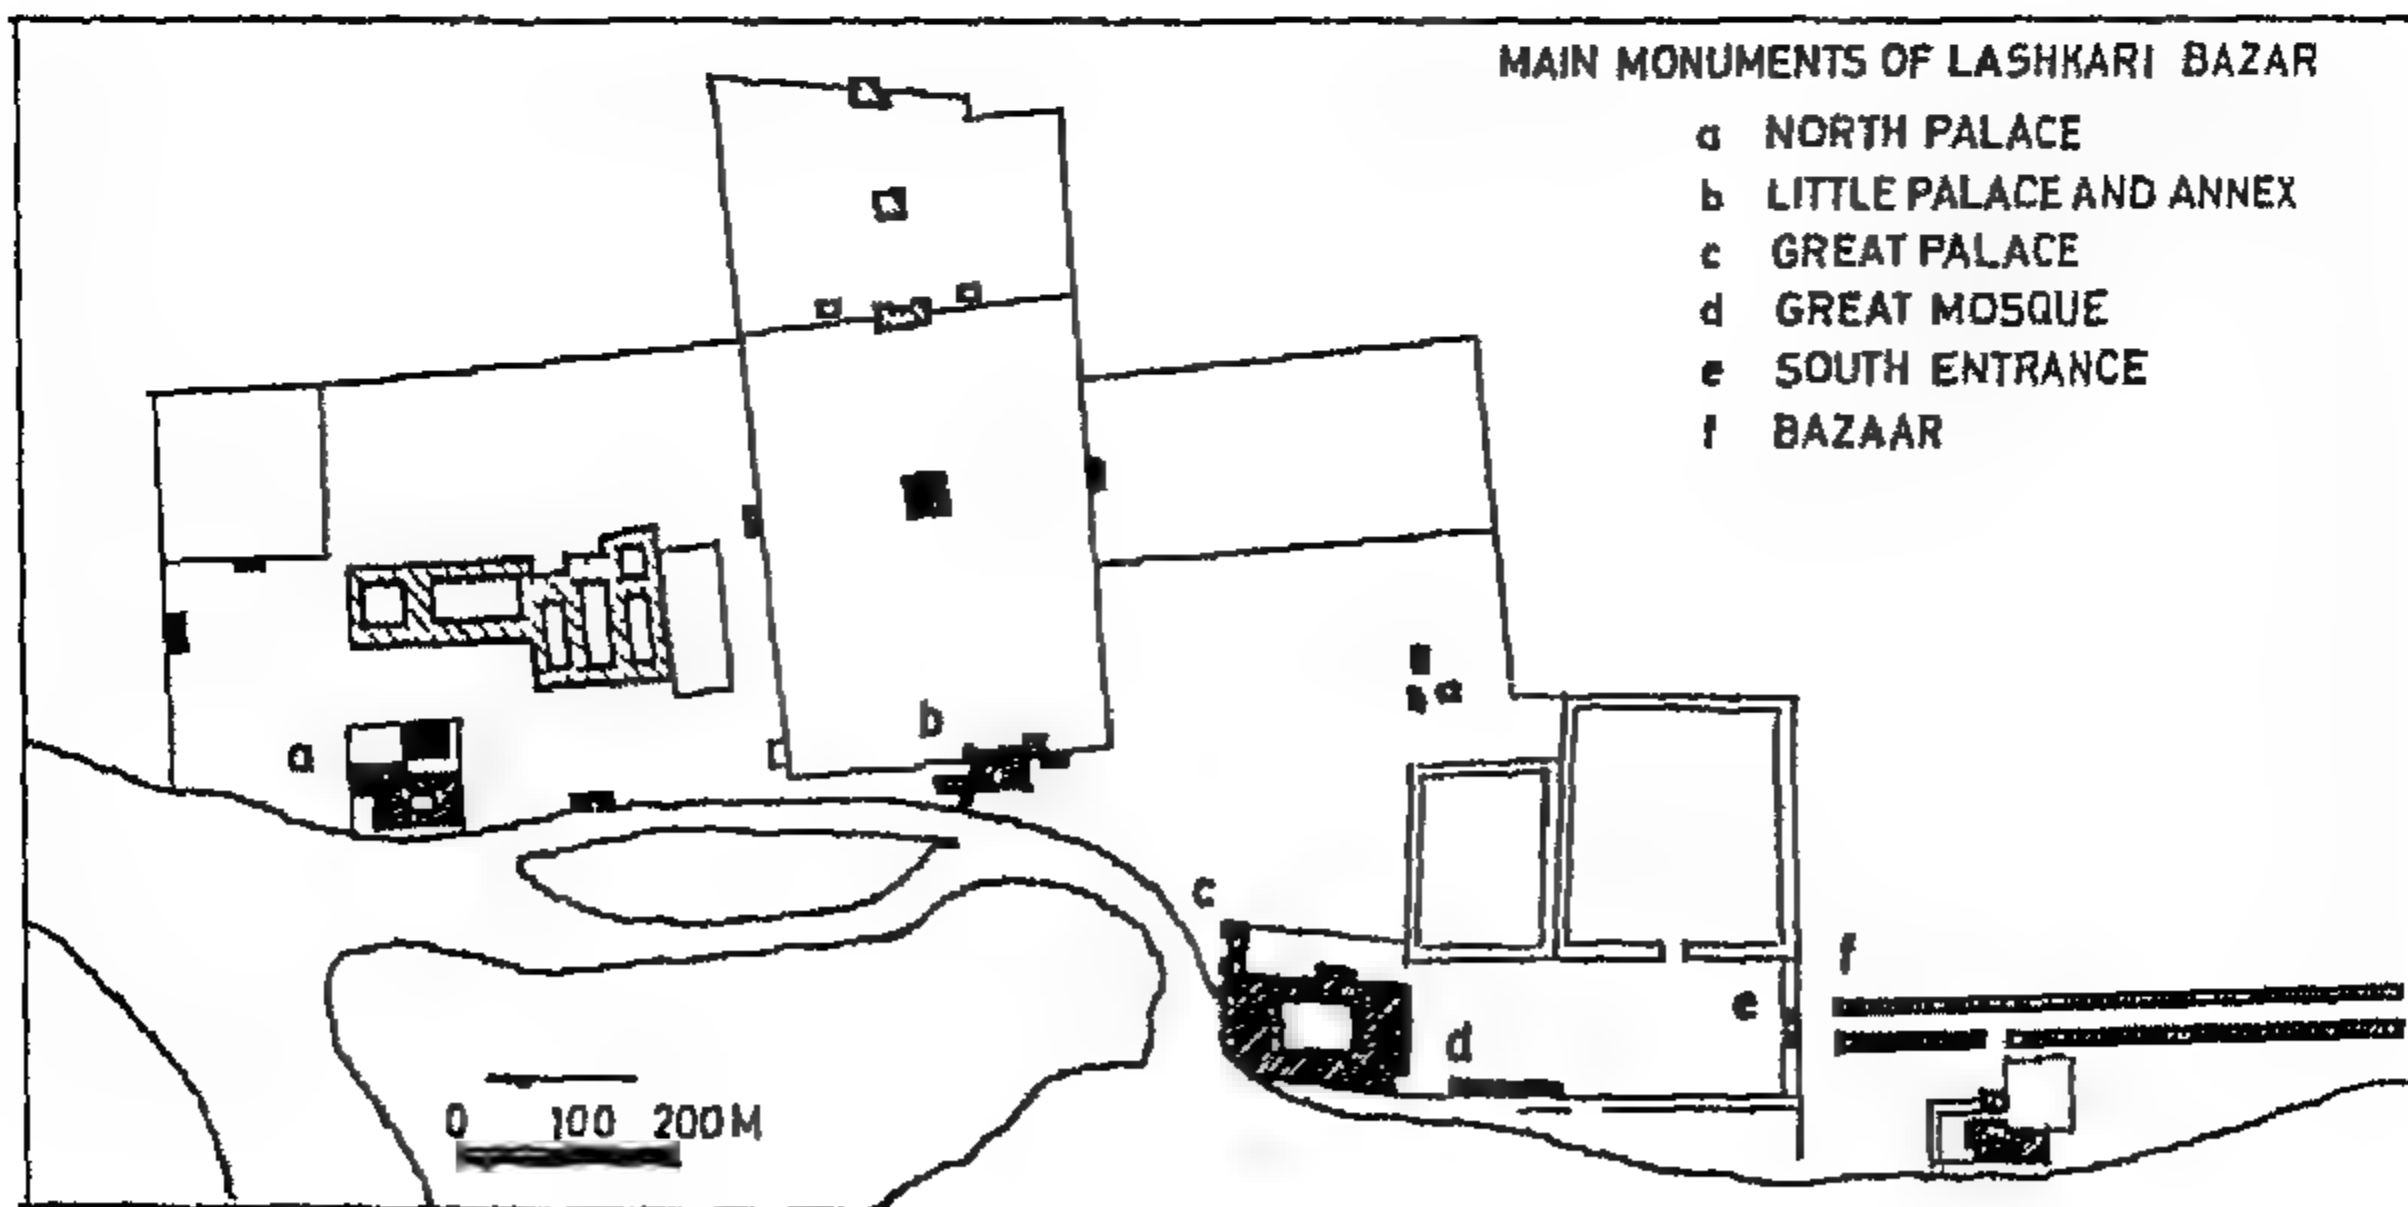 MAIN MONUMENTS OF LASHKARI BAZAR
a NORTH PALACE
b LITTLE PALACE AND ANNEX
c GREAT PALACE
d GREAT MOSQUE
e SOUTH ENTRANCE
f BAZAAR
a
b
a
c
d
e
f
0 100 200M